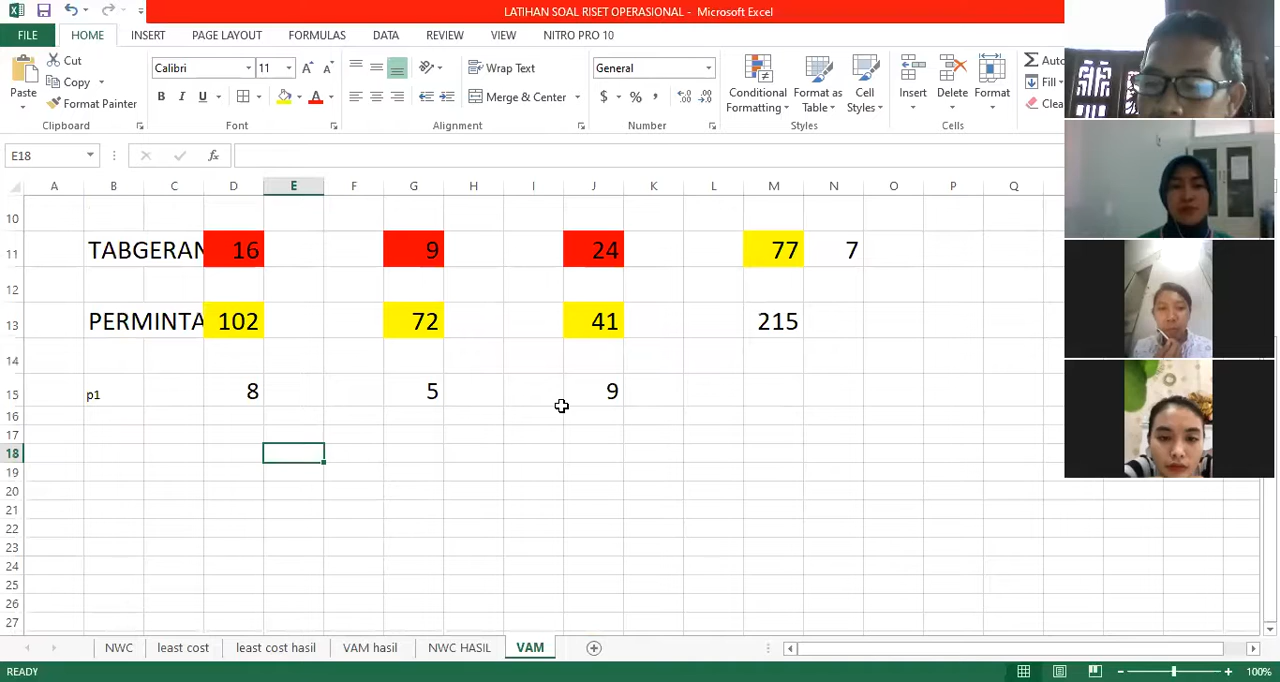 LATIHAN SOAL RISET OPERASIONAL - Microsoft Excel
FILE HOME INSERT PAGE LAYOUT FORMULAS DATA REVIEW VIEW NITRO PRO 10
Paste
Cut
Copy
Format Painter
Clipboard
Calibri 11
B I U
Font
Wrap Text
Merge & Center
Alignment
General
$ % ,
Number
Conditional Formatting
Format as Table
Cell Styles
Styles
Insert
Delete
Format
Cells
Auto
Fill
Clea
E18
fx
A B C D E F G H I J K L M N O P Q
10
11 TABGERAN 16 9 24 77 7
12
13 PERMINTA 102 72 41 215
14
15 p1 8 5 9
16
17
18
19
20
21
22
23
24
25
26
27
NWC least cost least cost hasil VAM hasil NWC HASIL VAM
READY
100%